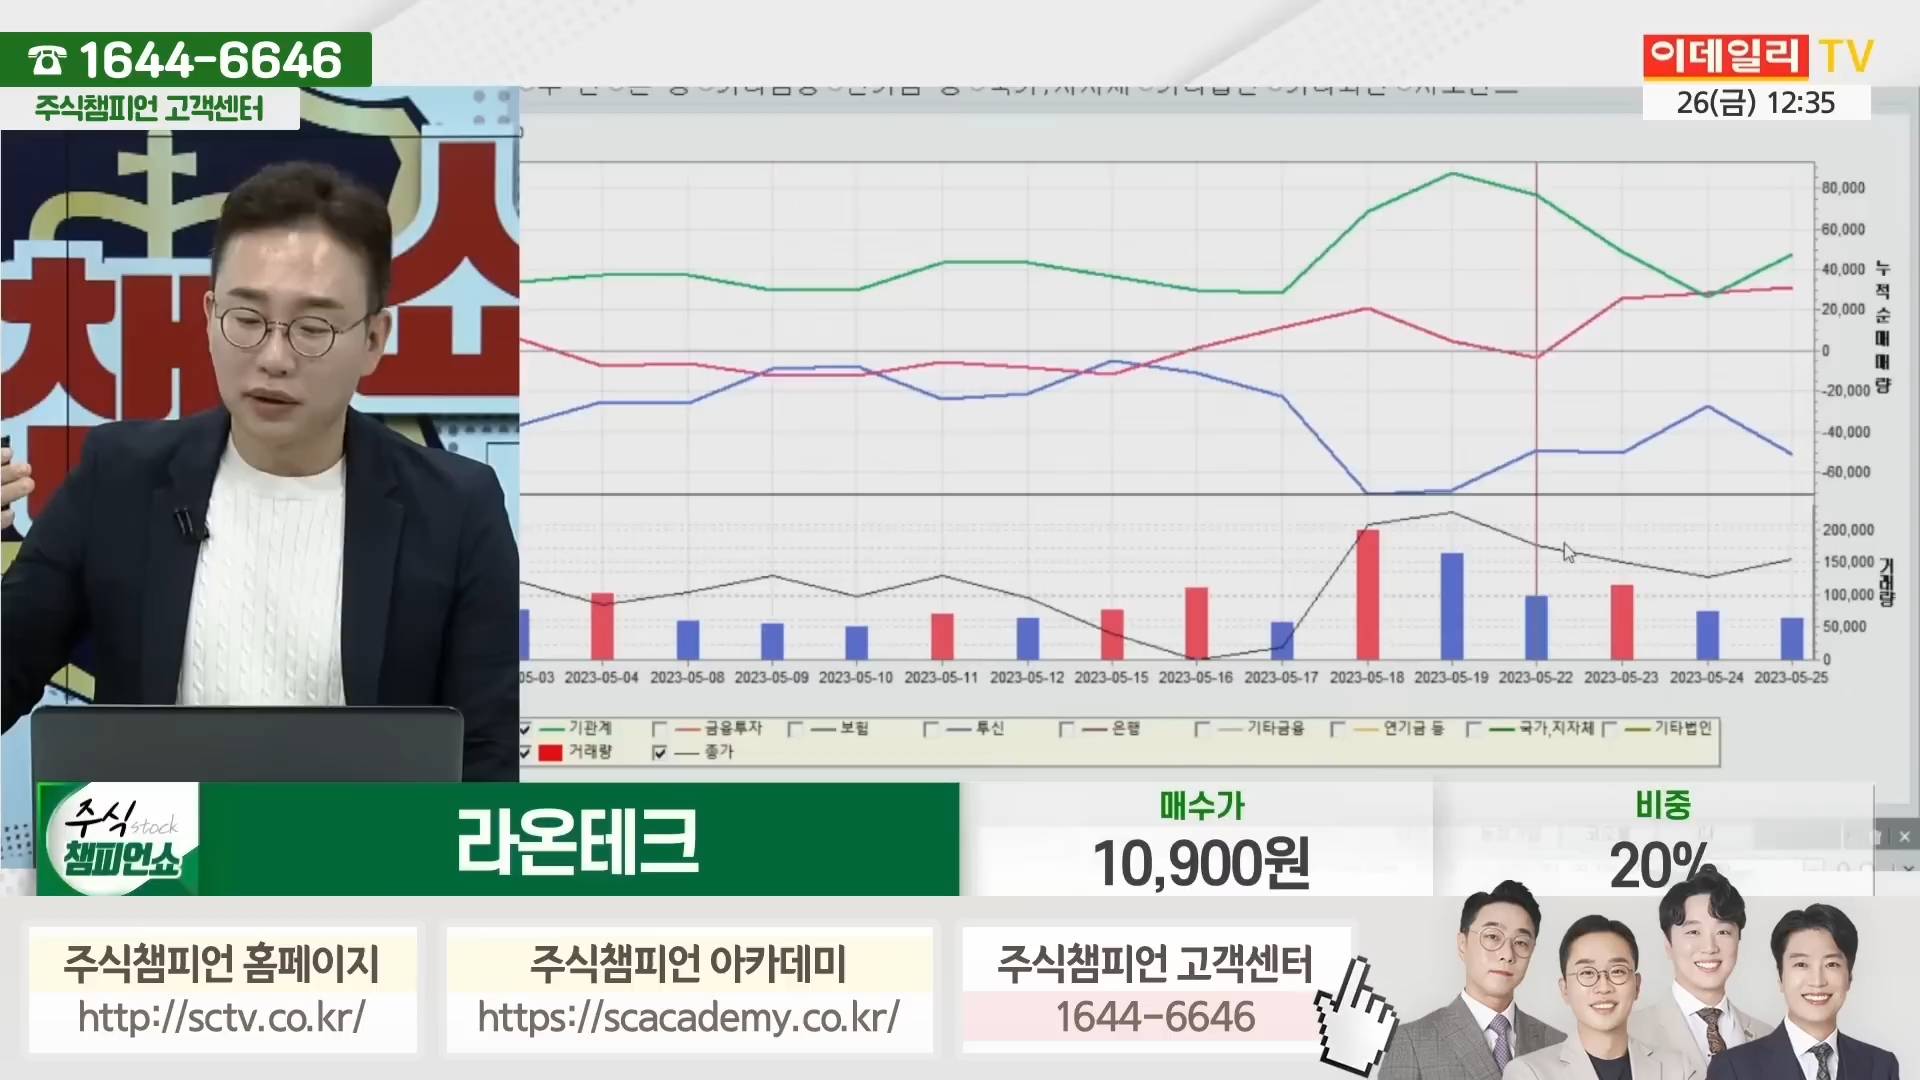 ☎ 1644-6646
주식챔피언 고객센터
이데일리 TV
26(금) 12:35
80,000
60,000
40,000
20,000
0
-20,000
-40,000
-60,000
누적순매매량
200,000
150,000
100,000
50,000
0
거래량
05-03 2023-05-04 2023-05-08 2023-05-09 2023-05-10 2023-05-11 2023-05-12 2023-05-15 2023-05-16 2023-05-17 2023-05-18 2023-05-19 2023-05-22 2023-05-23 2023-05-24 2023-05-25
기관계 금융투자 보험 투신 은행 기타금융 연기금 등 국가,지자체 기타법인
거래량 종가
주식 stock
챔피언쇼
라온테크
매수가
10,900원
비중
20%
주식챔피언 홈페이지
http://sctv.co.kr/
주식챔피언 아카데미
https://scacademy.co.kr/
주식챔피언 고객센터
1644-6646